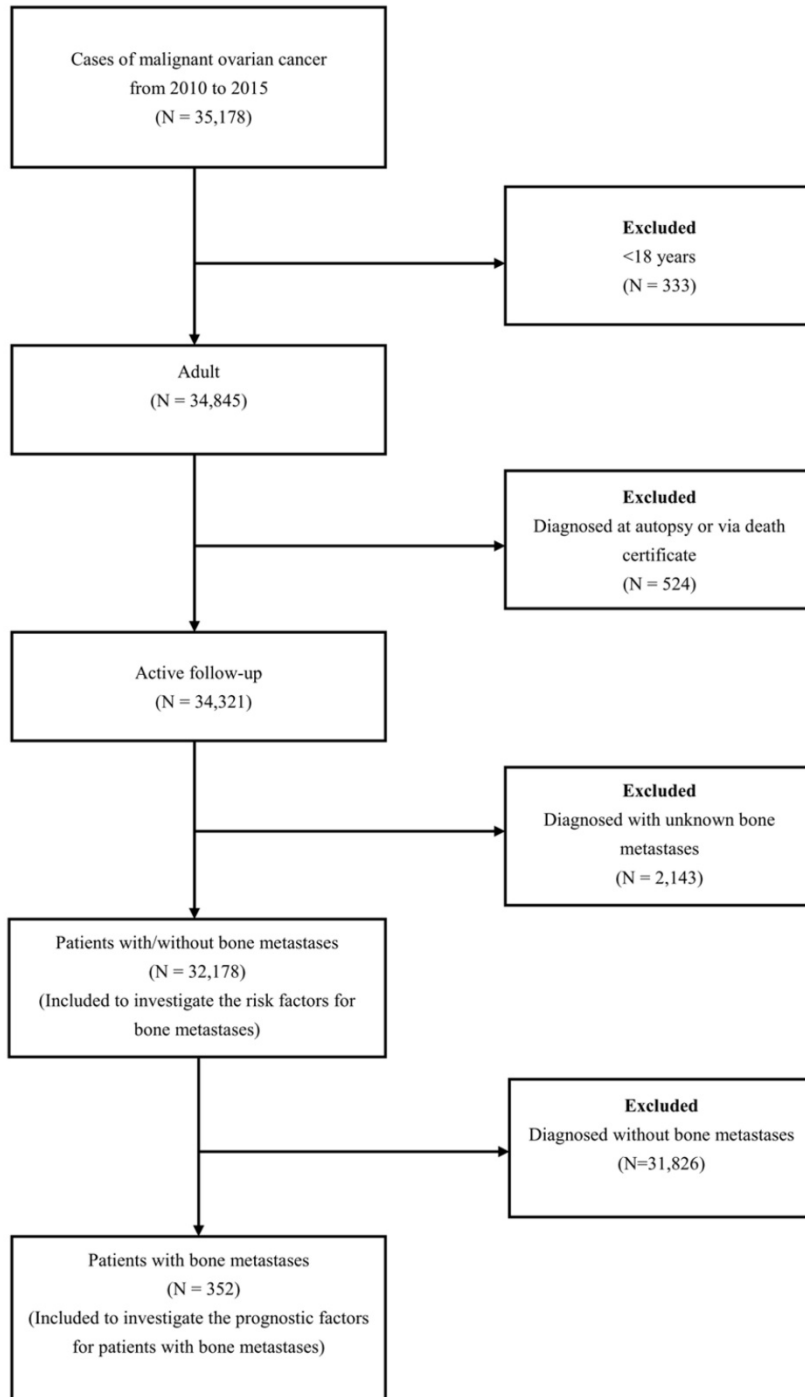 Cases of malignant ovarian cancer
from 2010 to 2015
(N = 35,178)
Excluded
<18 years
(N = 333)
Adult
(N = 34,845)
Excluded
Diagnosed at autopsy or via death
certificate
(N = 524)
Active follow-up
(N = 34,321)
Excluded
Diagnosed with unknown bone
metastases
(N = 2,143)
Patients with/without bone metastases
(N = 32,178)
(Included to investigate the risk factors for
bone metastases)
Excluded
Diagnosed without bone metastases
(N=31,826)
Patients with bone metastases
(N = 352)
(Included to investigate the prognostic factors
for patients with bone metastases)